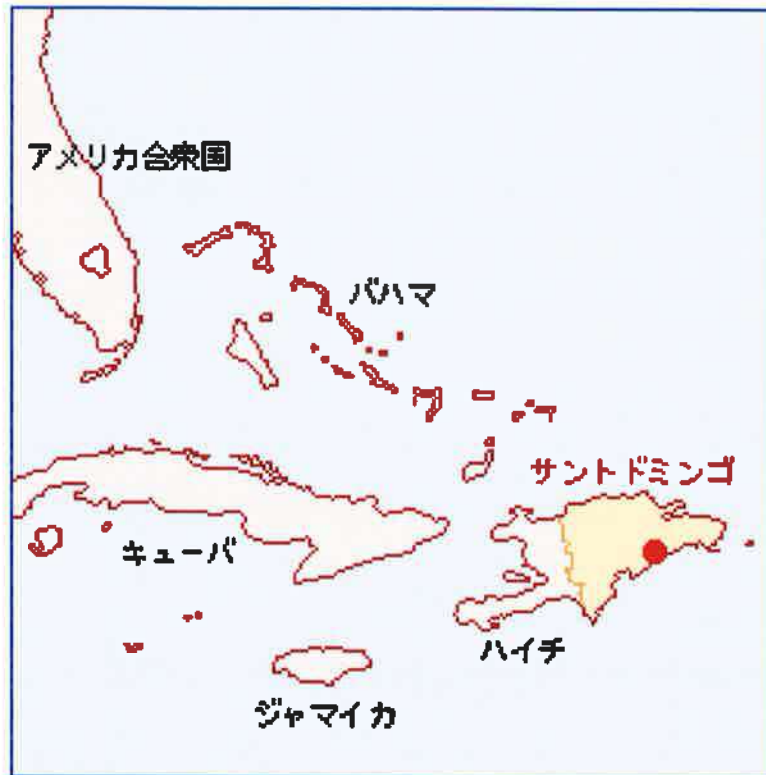 アメリカ合衆国
バハマ
サントドミンゴ
キューバ
ハイチ
ジャマイカ